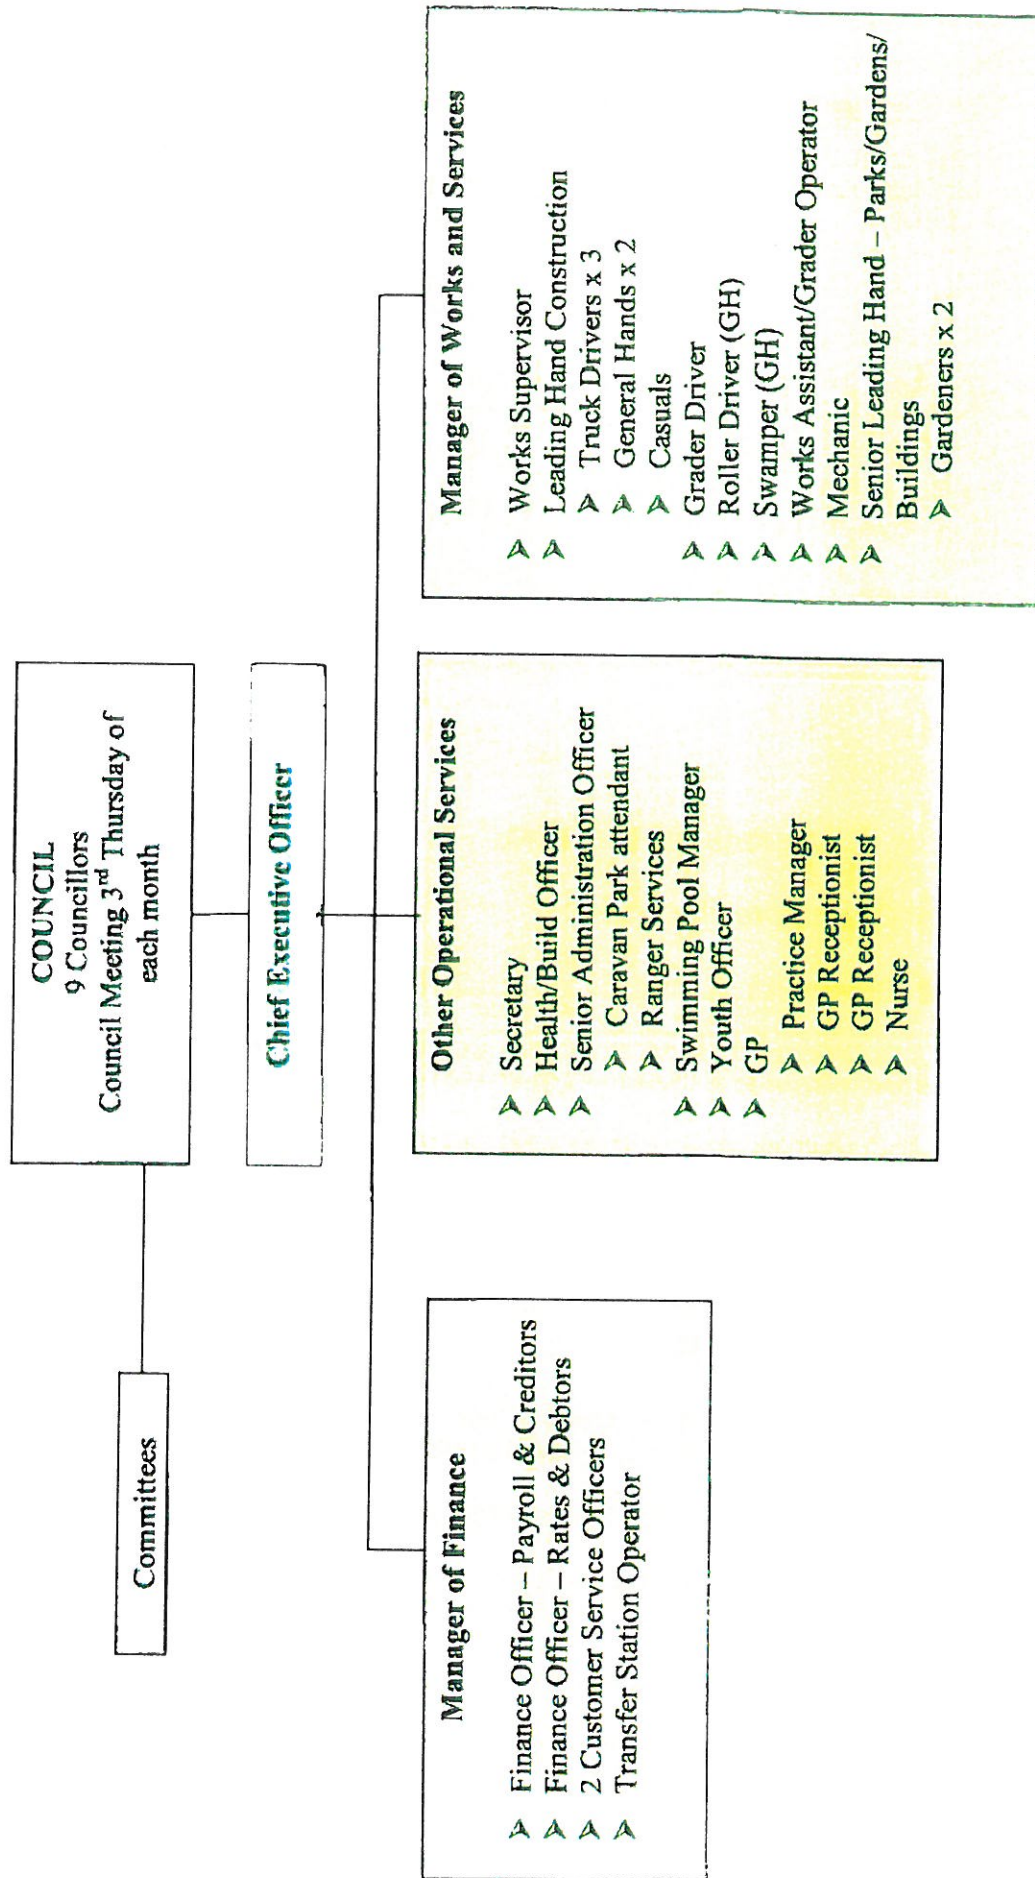 COUNCIL
9 Councillors
Council Meeting 3rd Thursday of
each month
Committees
Chief Executive Officer
Manager of Finance
➢ Finance Officer – Payroll & Creditors
➢ Finance Officer – Rates & Debtors
➢ 2 Customer Service Officers
➢ Transfer Station Operator
Other Operational Services
➢ Secretary
➢ Health/Build Officer
➢ Senior Administration Officer
➢ Caravan Park attendant
➢ Ranger Services
➢ Swimming Pool Manager
➢ Youth Officer
➢ GP
➢ Practice Manager
➢ GP Receptionist
➢ GP Receptionist
➢ Nurse
Manager of Works and Services
➢ Works Supervisor
➢ Leading Hand Construction
➢ Truck Drivers x 3
➢ General Hands x 2
➢ Casuals
➢ Grader Driver
➢ Roller Driver (GH)
➢ Swamper (GH)
➢ Works Assistant/Grader Operator
➢ Mechanic
➢ Senior Leading Hand – Parks/Gardens/
Buildings
➢ Gardeners x 2